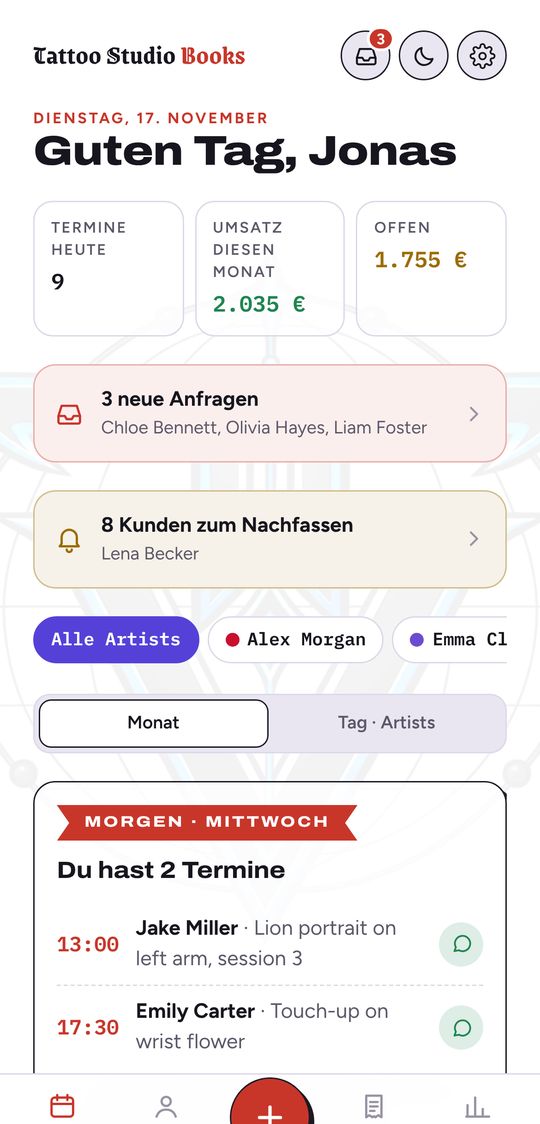 Tattoo Studio Books
3
DIENSTAG, 17. NOVEMBER
Guten Tag, Jonas
TERMINE
HEUTE
9
UMSATZ
DIESEN
MONAT
2.035 €
OFFEN
1.755 €
3 neue Anfragen
Chloe Bennett, Olivia Hayes, Liam Foster
8 Kunden zum Nachfassen
Lena Becker
Alle Artists
Alex Morgan
Emma Cl
Monat
Tag · Artists
MORGEN · MITTWOCH
Du hast 2 Termine
13:00
Jake Miller · Lion portrait on
left arm, session 3
17:30
Emily Carter · Touch-up on
wrist flower